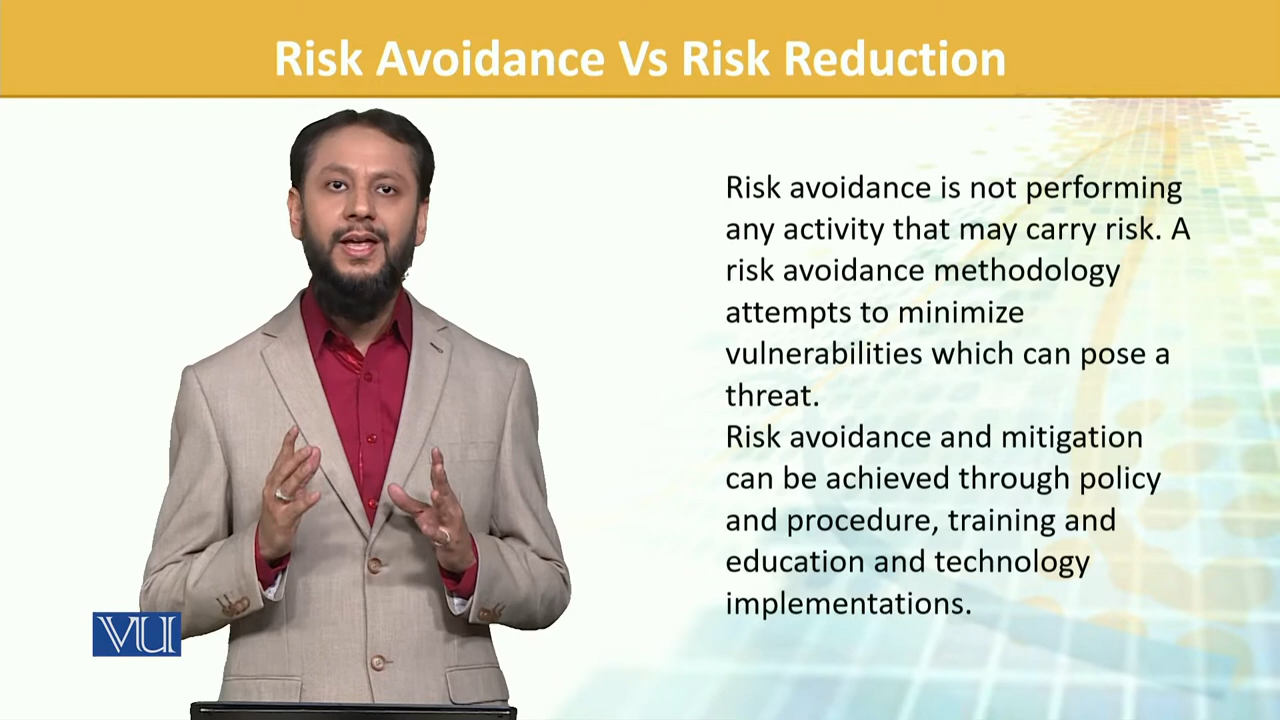 Risk Avoidance Vs Risk Reduction
Risk avoidance is not performing
any activity that may carry risk. A
risk avoidance methodology
attempts to minimize
vulnerabilities which can pose a
threat.
Risk avoidance and mitigation
can be achieved through policy
and procedure, training and
education and technology
implementations.
VU